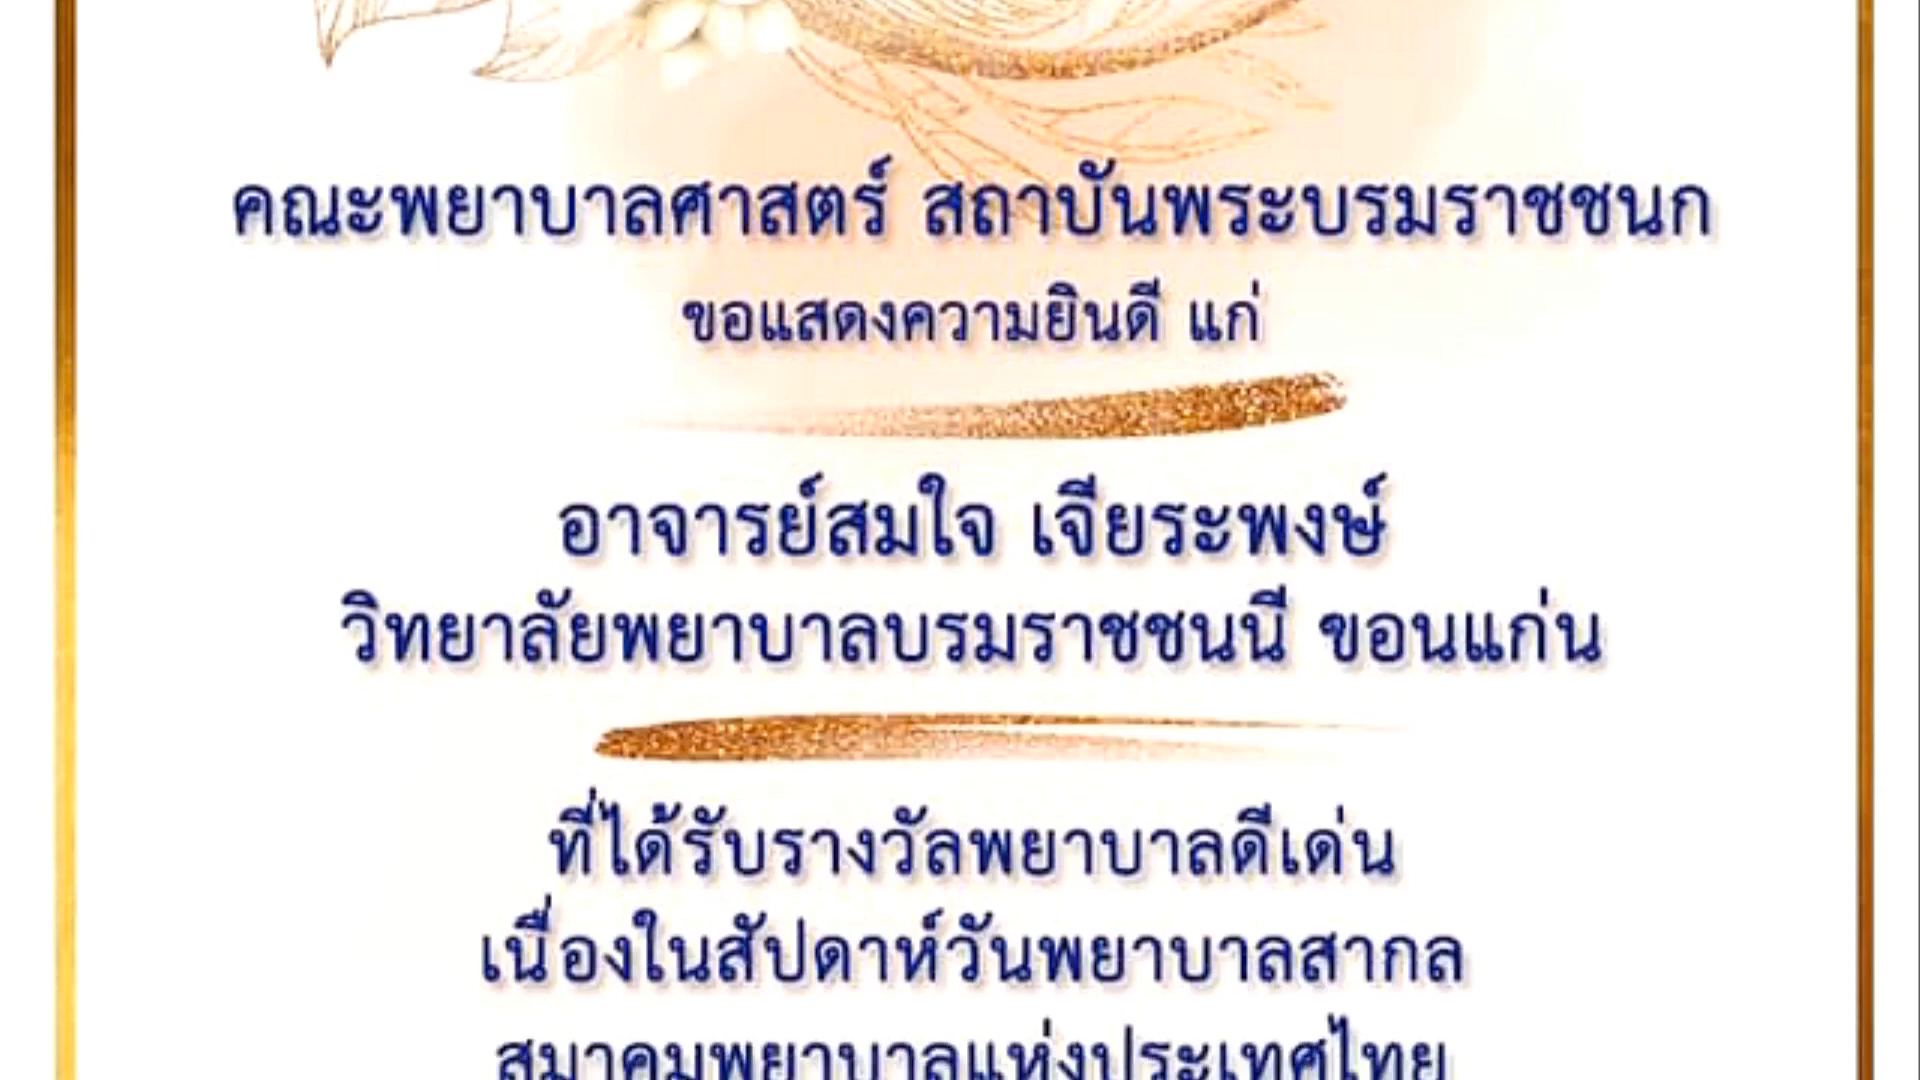 คณะพยาบาลศาสตร์ สถาบันพระบรมราชชนก
ขอแสดงความยินดี แก่
อาจารย์สมใจ เจียระพงษ์
วิทยาลัยพยาบาลบรมราชชนนี ขอนแก่น
ที่ได้รับรางวัลพยาบาลดีเด่น
เนื่องในสัปดาห์วันพยาบาลสากล
สมาคมพยาบาลแห่งประเทศไทย